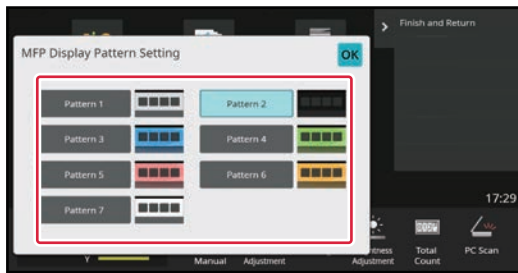 Finish and Return
MFP Display Pattern Setting
OK
Pattern 1
Pattern 2
Pattern 3
Pattern 4
Pattern 5
Pattern 6
Pattern 7
17:29
Y
Manual
Adjustment
Adjustment
Total
Count
PC Scan